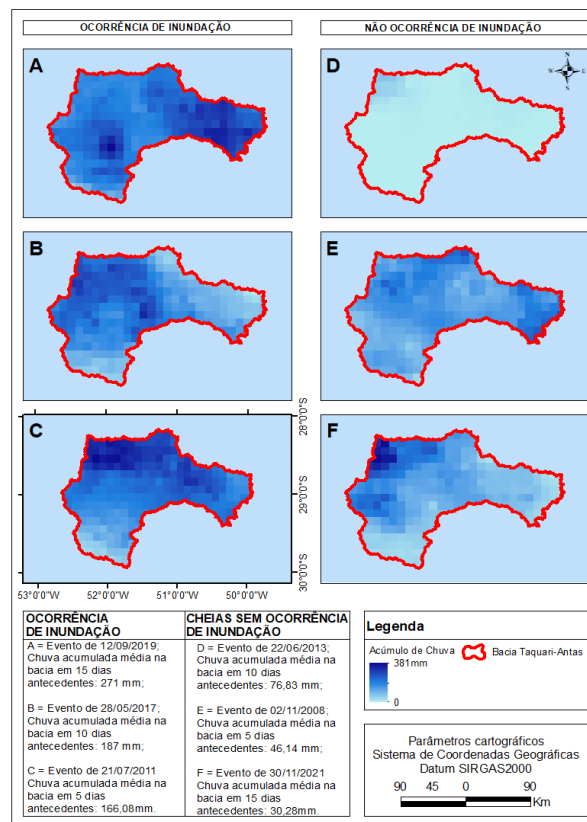 OCORRÊNCIA DE INUNDAÇÃO
NÃO OCORRÊNCIA DE INUNDAÇÃO
A
D
N
W
E
S
B
E
C
F
28°0'0"S
29°0'0"S
30°0'0"S
53°0'0"W
52°0'0"W
51°0'0"W
50°0'0"W
OCORRÊNCIA
DE INUNDAÇÃO
A = Evento de 12/09/2019;
Chuva acumulada média na
bacia em 15 dias
antecedentes: 271 mm;
B = Evento de 28/05/2017;
Chuva acumulada média na
bacia em 10 dias
antecedentes: 187 mm;
C = Evento de 21/07/2011;
Chuva acumulada média na
bacia em 5 dias
antecedentes: 166,08mm.
CHEIAS SEM OCORRÊNCIA
DE INUNDAÇÃO
D = Evento de 22/06/2013;
Chuva acumulada média na
bacia em 10 dias
antecedentes: 76,83 mm;
E = Evento de 02/11/2008;
Chuva acumulada média na
bacia em 5 dias
antecedentes: 46,14 mm;
F = Evento de 30/11/2021
Chuva acumulada média na
bacia em 15 dias
antecedentes: 30,28mm.
Legenda
Acúmulo de Chuva
381mm
0
Bacia Taquari-Antas
Parâmetros cartográficos
Sistema de Coordenadas Geográficas
Datum SIRGAS2000
90 45 0 90
Km